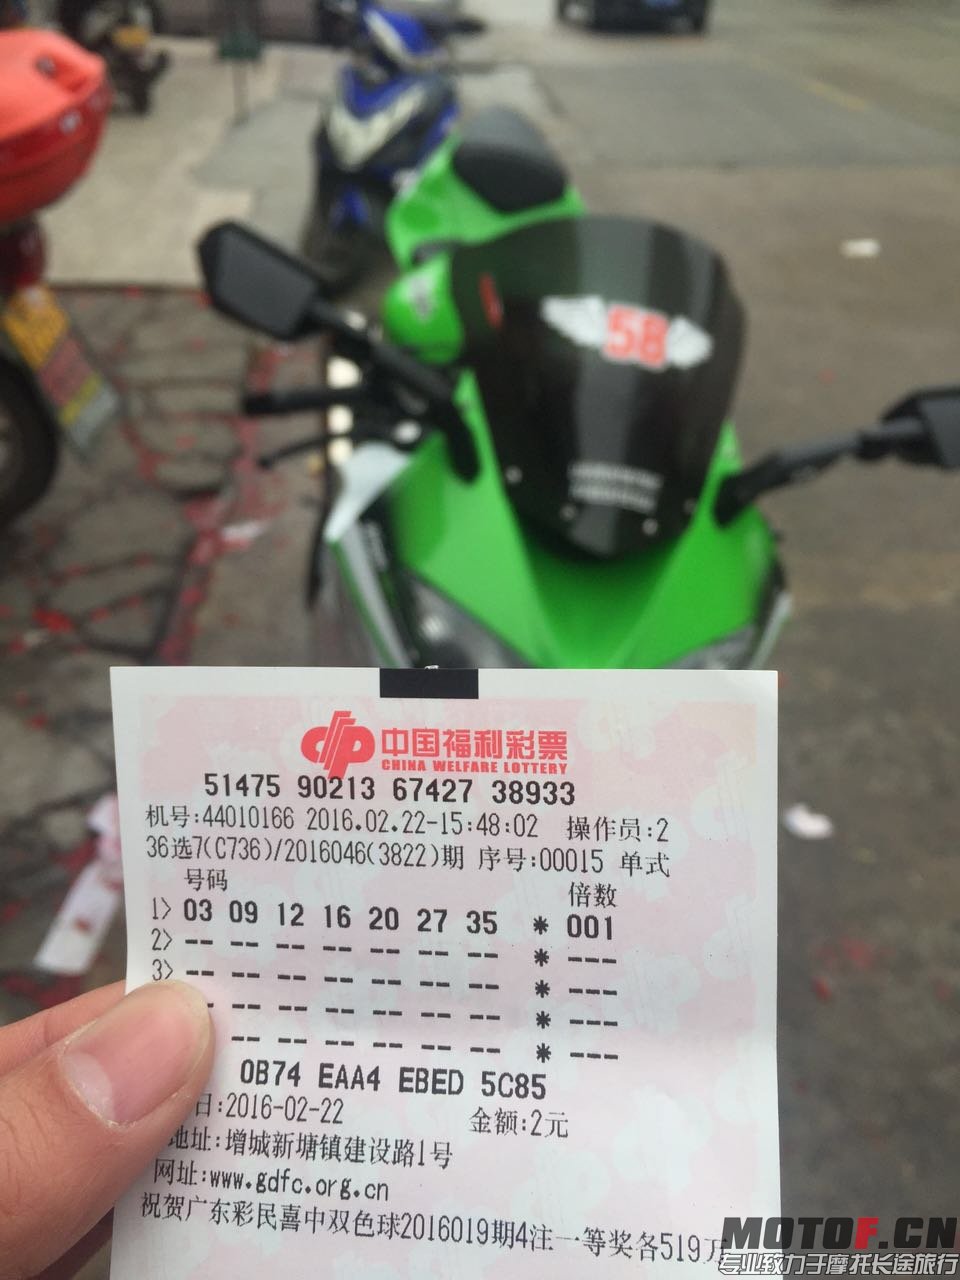 58
中国福利彩票
CHINA WELFARE LOTTERY
51475 90213 67427 38933
机号:44010166 2016.02.22-15:48:02 操作员:2
36选7(C736)/2016046(3822)期 序号:00015 单式
号码 倍数
1> 03 09 12 16 20 27 35 * 001
2> -- -- -- -- -- -- -- * ---
3> -- -- -- -- -- -- -- * ---
-- -- -- -- -- -- * ---
-- -- -- -- -- -- * ---
0B74 EAA4 EBED 5C85
日:2016-02-22 金额:2元
地址:增城新塘镇建设路1号
网址:www.gdfc.org.cn
祝贺广东彩民喜中双色球2016019期4注一等奖各519万
MOTOF.CN
专业致力于摩托长途旅行